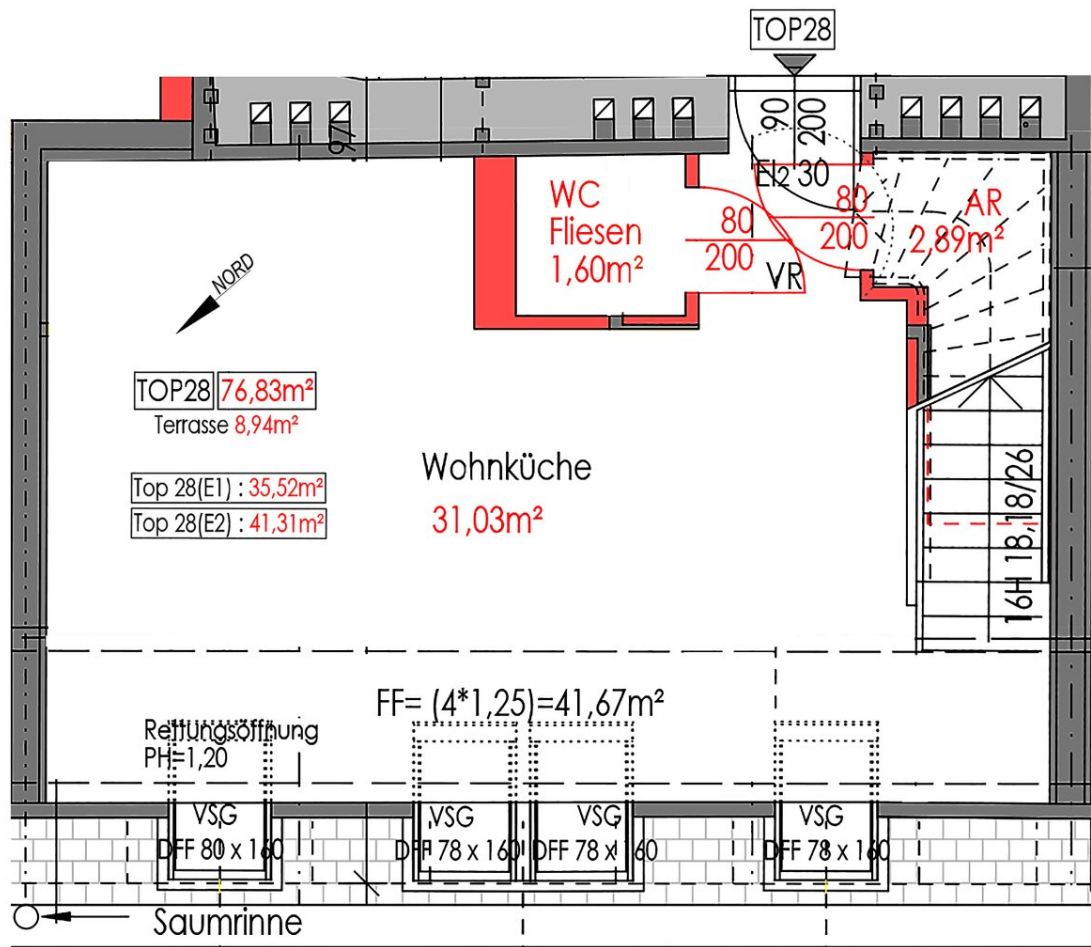 TOP28
97
90
200
EI2 30
WC
Fliesen
1,60m²
80
200
80
200
AR
2,89m²
VR
NORD
TOP28 76,83m²
Terrasse 8,94m²
Top 28(E1) : 35,52m²
Top 28(E2) : 41,31m²
Wohnküche
31,03m²
16H 18,18/26
FF= (4*1,25)=41,67m²
Rettungsöffnung
PH=1,20
VSG VSG VSG VSG
DFF 80 x 160 DFF 78 x 160 DFF 78 x 160 DFF 78 x 160
Saumrinne